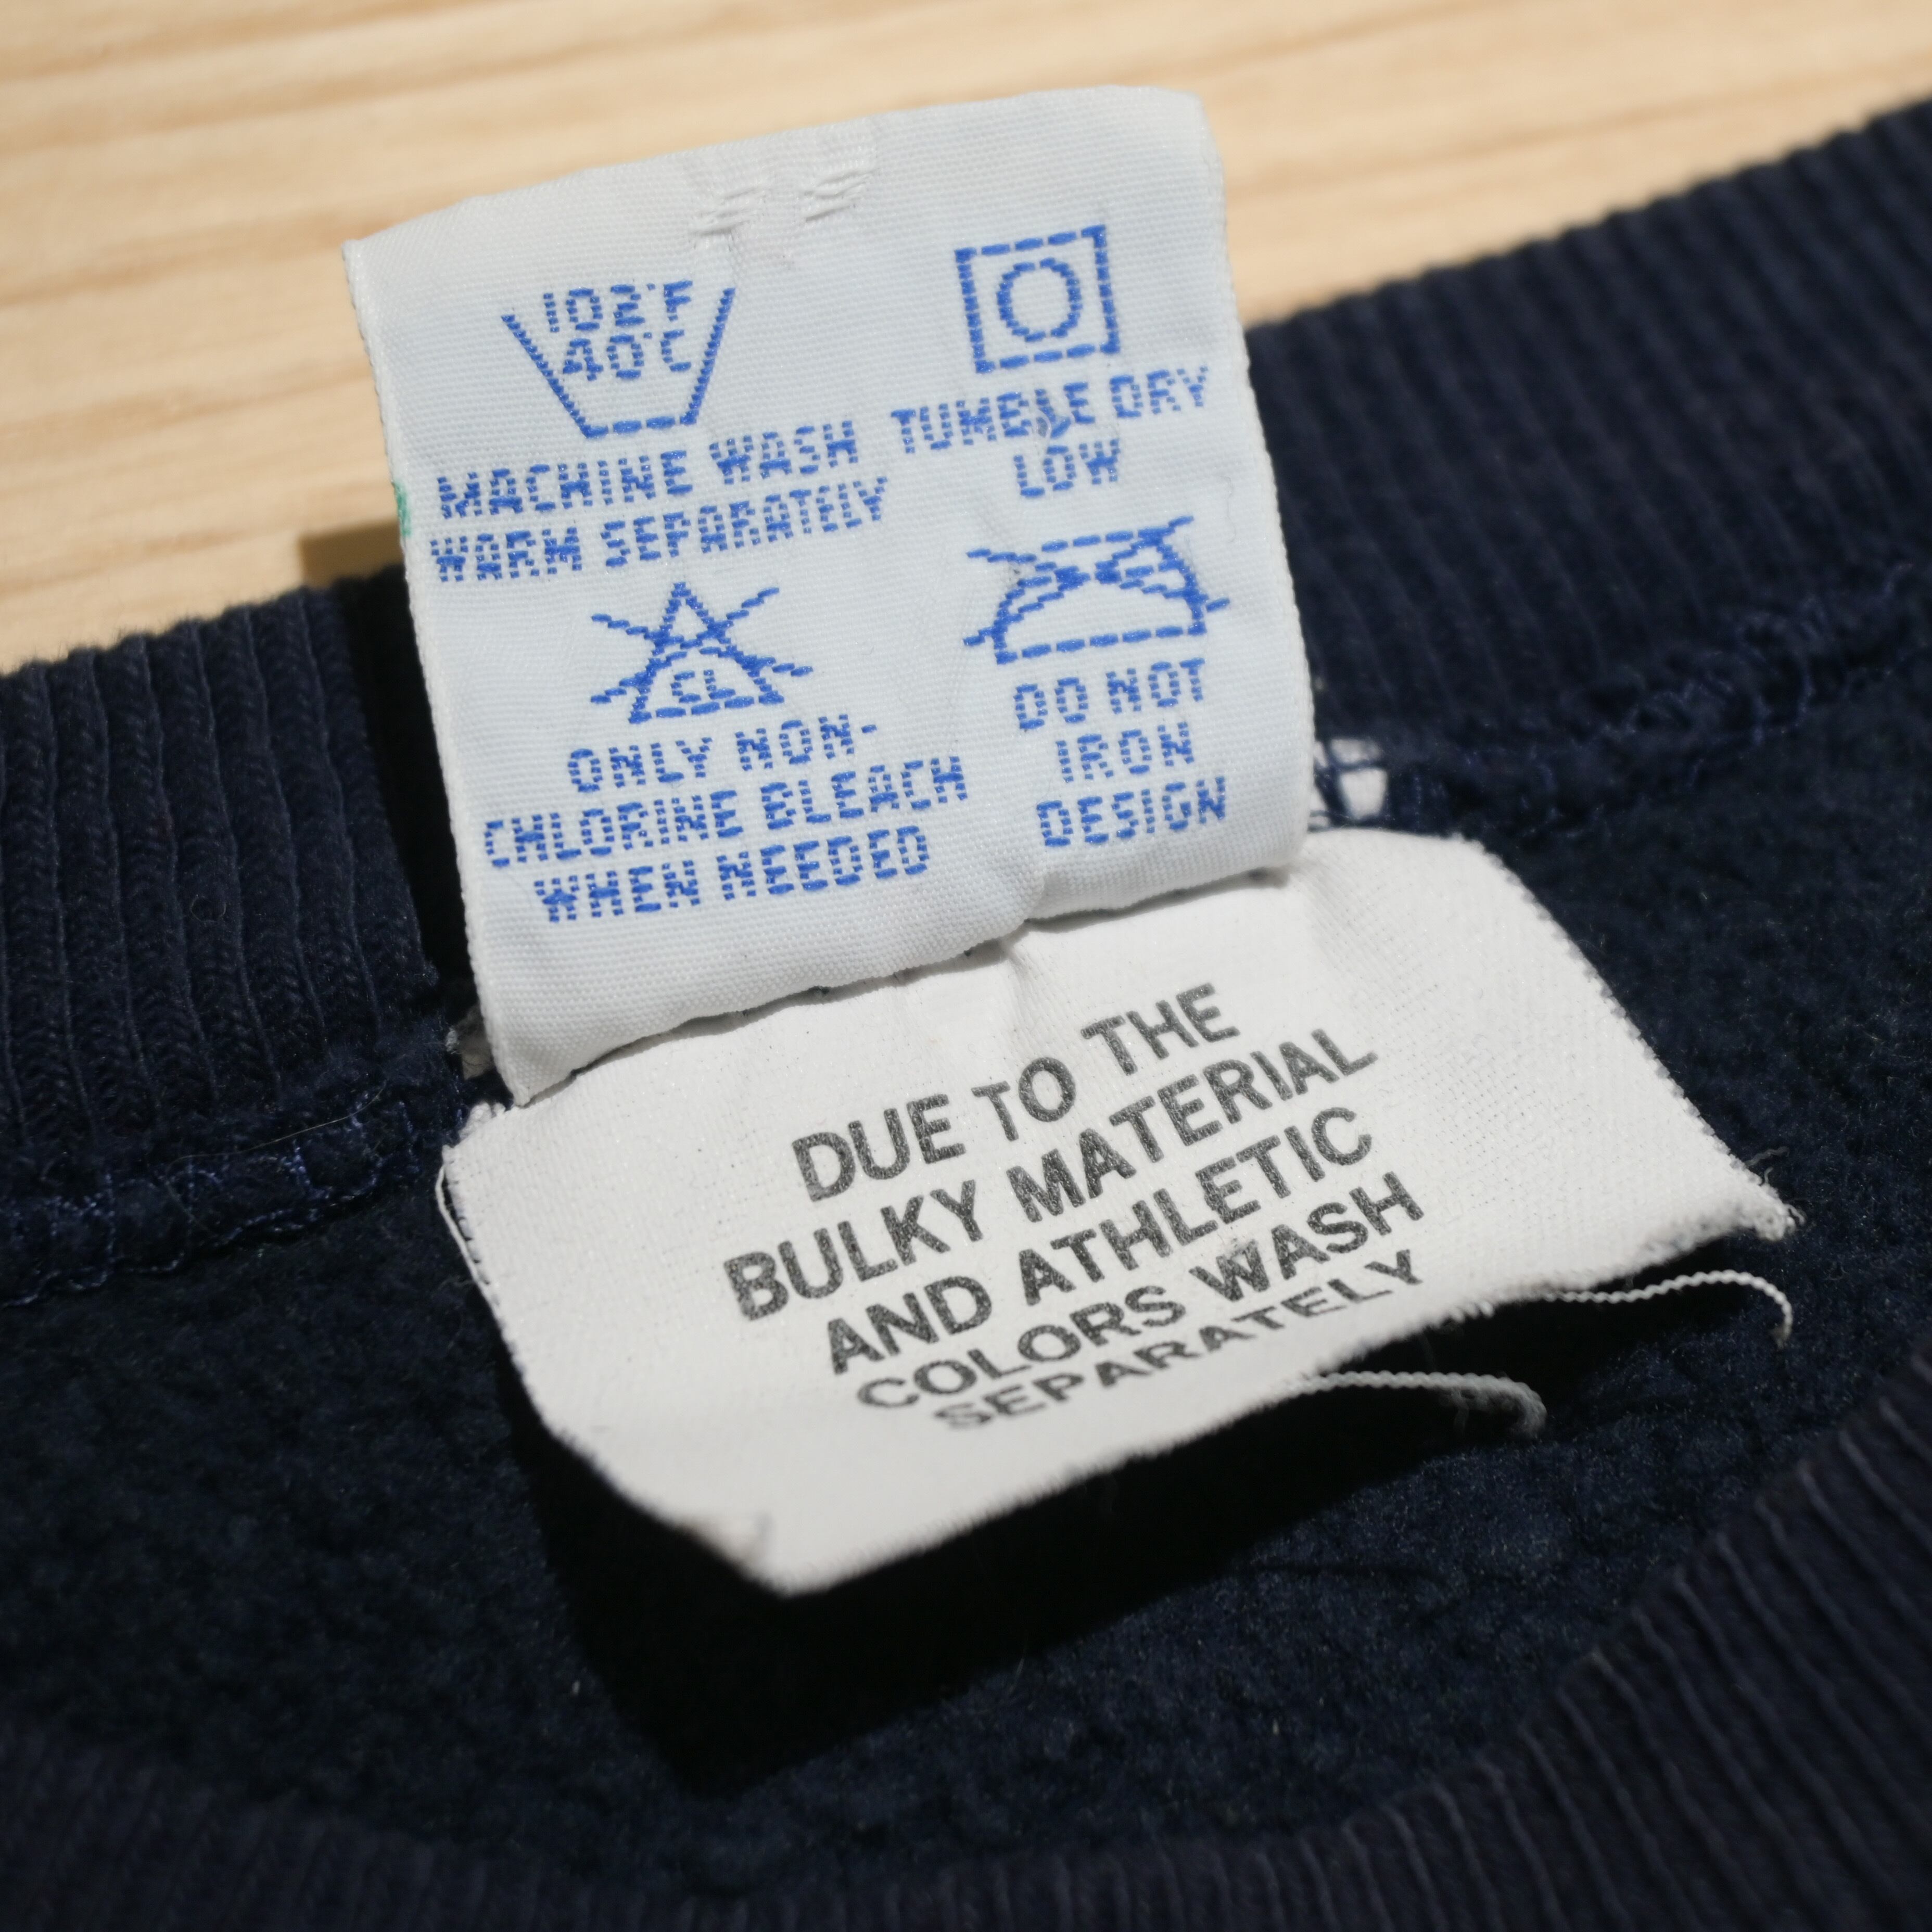 102°F
40°C
MACHINE WASH
WARM SEPARATELY
TUMBLE DRY
LOW
CL
ONLY NON-
CHLORINE BLEACH
WHEN NEEDED
DO NOT
IRON
DESIGN
DUE TO THE
BULKY MATERIAL
AND ATHLETIC
COLORS WASH
SEPARATELY